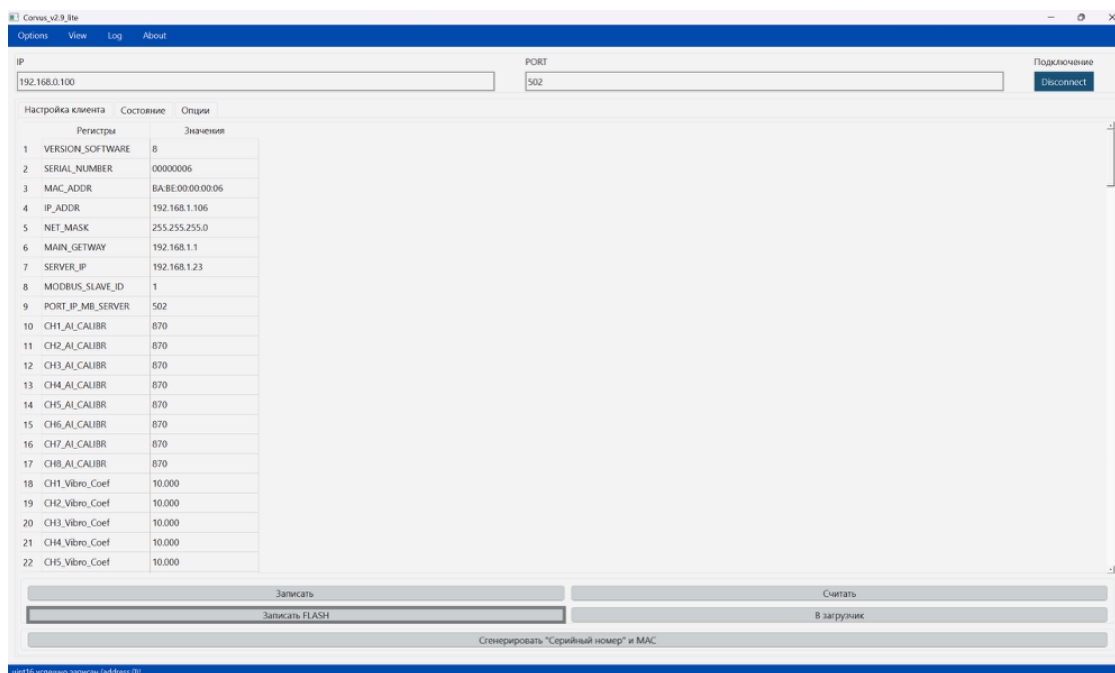 Corvus_v2.9_lite
Options View Log About
IP PORT Подключение
192.168.0.100 502 Disconnect
Настройка клиента Состояние Опции
Регистры Значения
1 VERSION_SOFTWARE 8
2 SERIAL_NUMBER 00000006
3 MAC_ADDR BA:BE:00:00:00:06
4 IP_ADDR 192.168.1.106
5 NET_MASK 255.255.255.0
6 MAIN_GETWAY 192.168.1.1
7 SERVER_IP 192.168.1.23
8 MODBUS_SLAVE_ID 1
9 PORT_IP_MB_SERVER 502
10 CH1_AI_CALIBR 870
11 CH2_AI_CALIBR 870
12 CH3_AI_CALIBR 870
13 CH4_AI_CALIBR 870
14 CH5_AI_CALIBR 870
15 CH6_AI_CALIBR 870
16 CH7_AI_CALIBR 870
17 CH8_AI_CALIBR 870
18 CH1_Vibro_Coef 10.000
19 CH2_Vibro_Coef 10.000
20 CH3_Vibro_Coef 10.000
21 CH4_Vibro_Coef 10.000
22 CH5_Vibro_Coef 10.000
Записать Считать
Записать FLASH В загрузчик
Сгенерировать "Серийный номер" и MAC
uint16 успешно записан (address 0)!